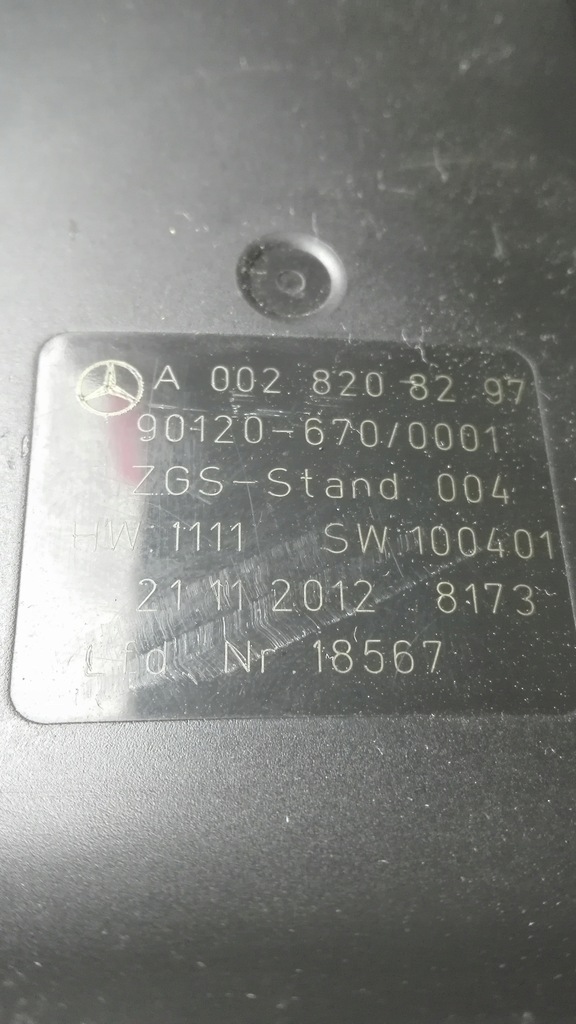 A 002 820 82 97
90120-670/0001
ZGS-Stand 004
HW 1111 SW 100401
21 11 2012 8173
Lfd Nr 18567